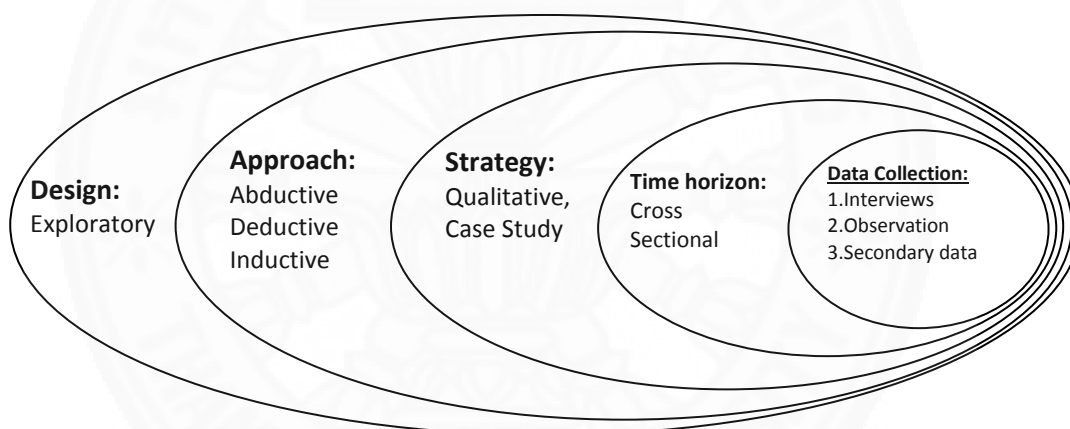 Design:
Exploratory
Approach:
Abductive
Deductive
Inductive
Strategy:
Qualitative,
Case Study
Time horizon:
Cross
Sectional
Data Collection:
1.Interviews
2.Observation
3.Secondary data